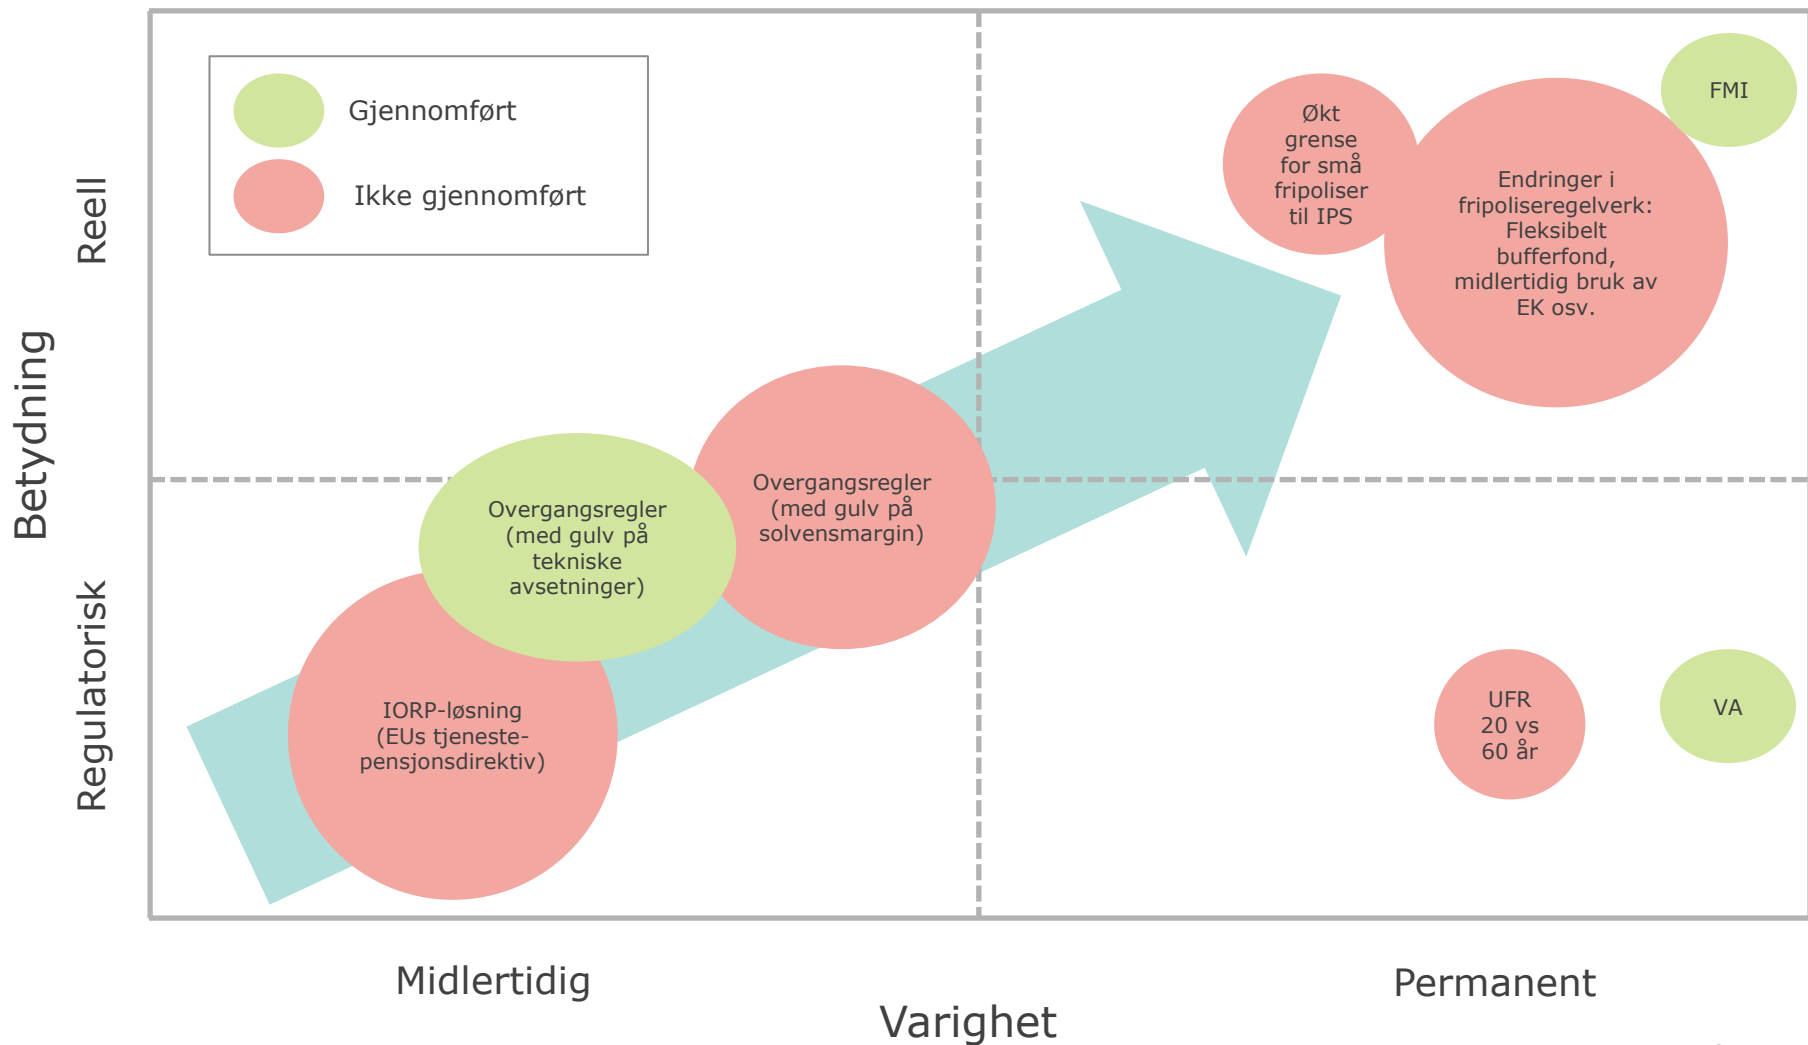 Gjennomført
Ikke gjennomført
Betydning
Reell
Regulatorisk
FMI
Økt
grense
for små
fripoliser
til IPS
Endringer i
fripoliseregelverk:
Fleksibelt
bufferfond,
midlertidig bruk av
EK osv.
Overgangsregler
(med gulv på
solvensmargin)
Overgangsregler
(med gulv på
tekniske
avsetninger)
IORP-løsning
(EUs tjeneste-
pensjonsdirektiv)
UFR
20 vs
60 år
VA
Midlertidig
Permanent
Varighet